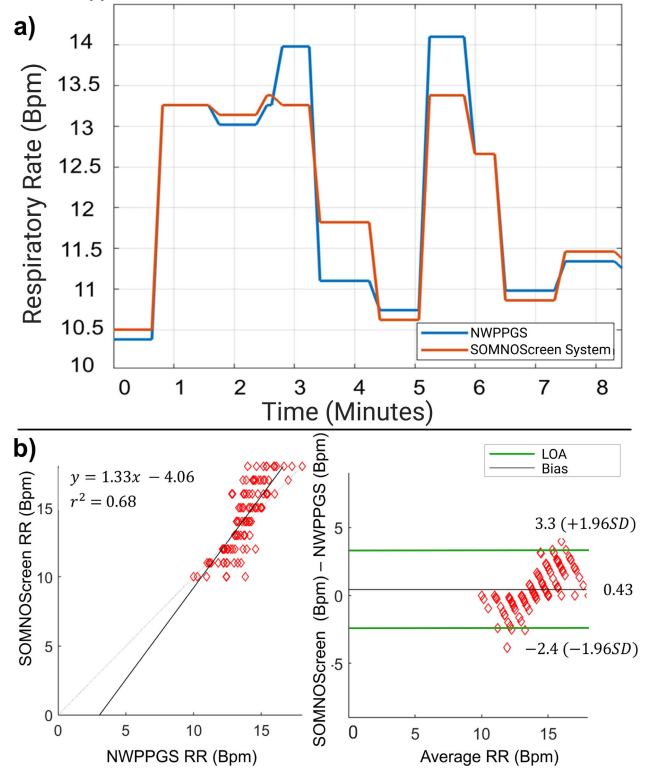 a)
Respiratory Rate (Bpm)
14
13.5
13
12.5
12
11.5
11
10.5
10
NWPPGS
SOMNOScreen System
0 1 2 3 4 5 6 7 8
Time (Minutes)
b)
SOMNOScreen RR (Bpm)
y = 1.33x − 4.06
r² = 0.68
15
10
5
0
0 5 10 15
NWPPGS RR (Bpm)
SOMNOScreen (Bpm) − NWPPGS (Bpm)
LOA
Bias
5
0
-5
3.3 (+1.96SD)
0.43
−2.4 (−1.96SD)
0 5 10 15
Average RR (Bpm)